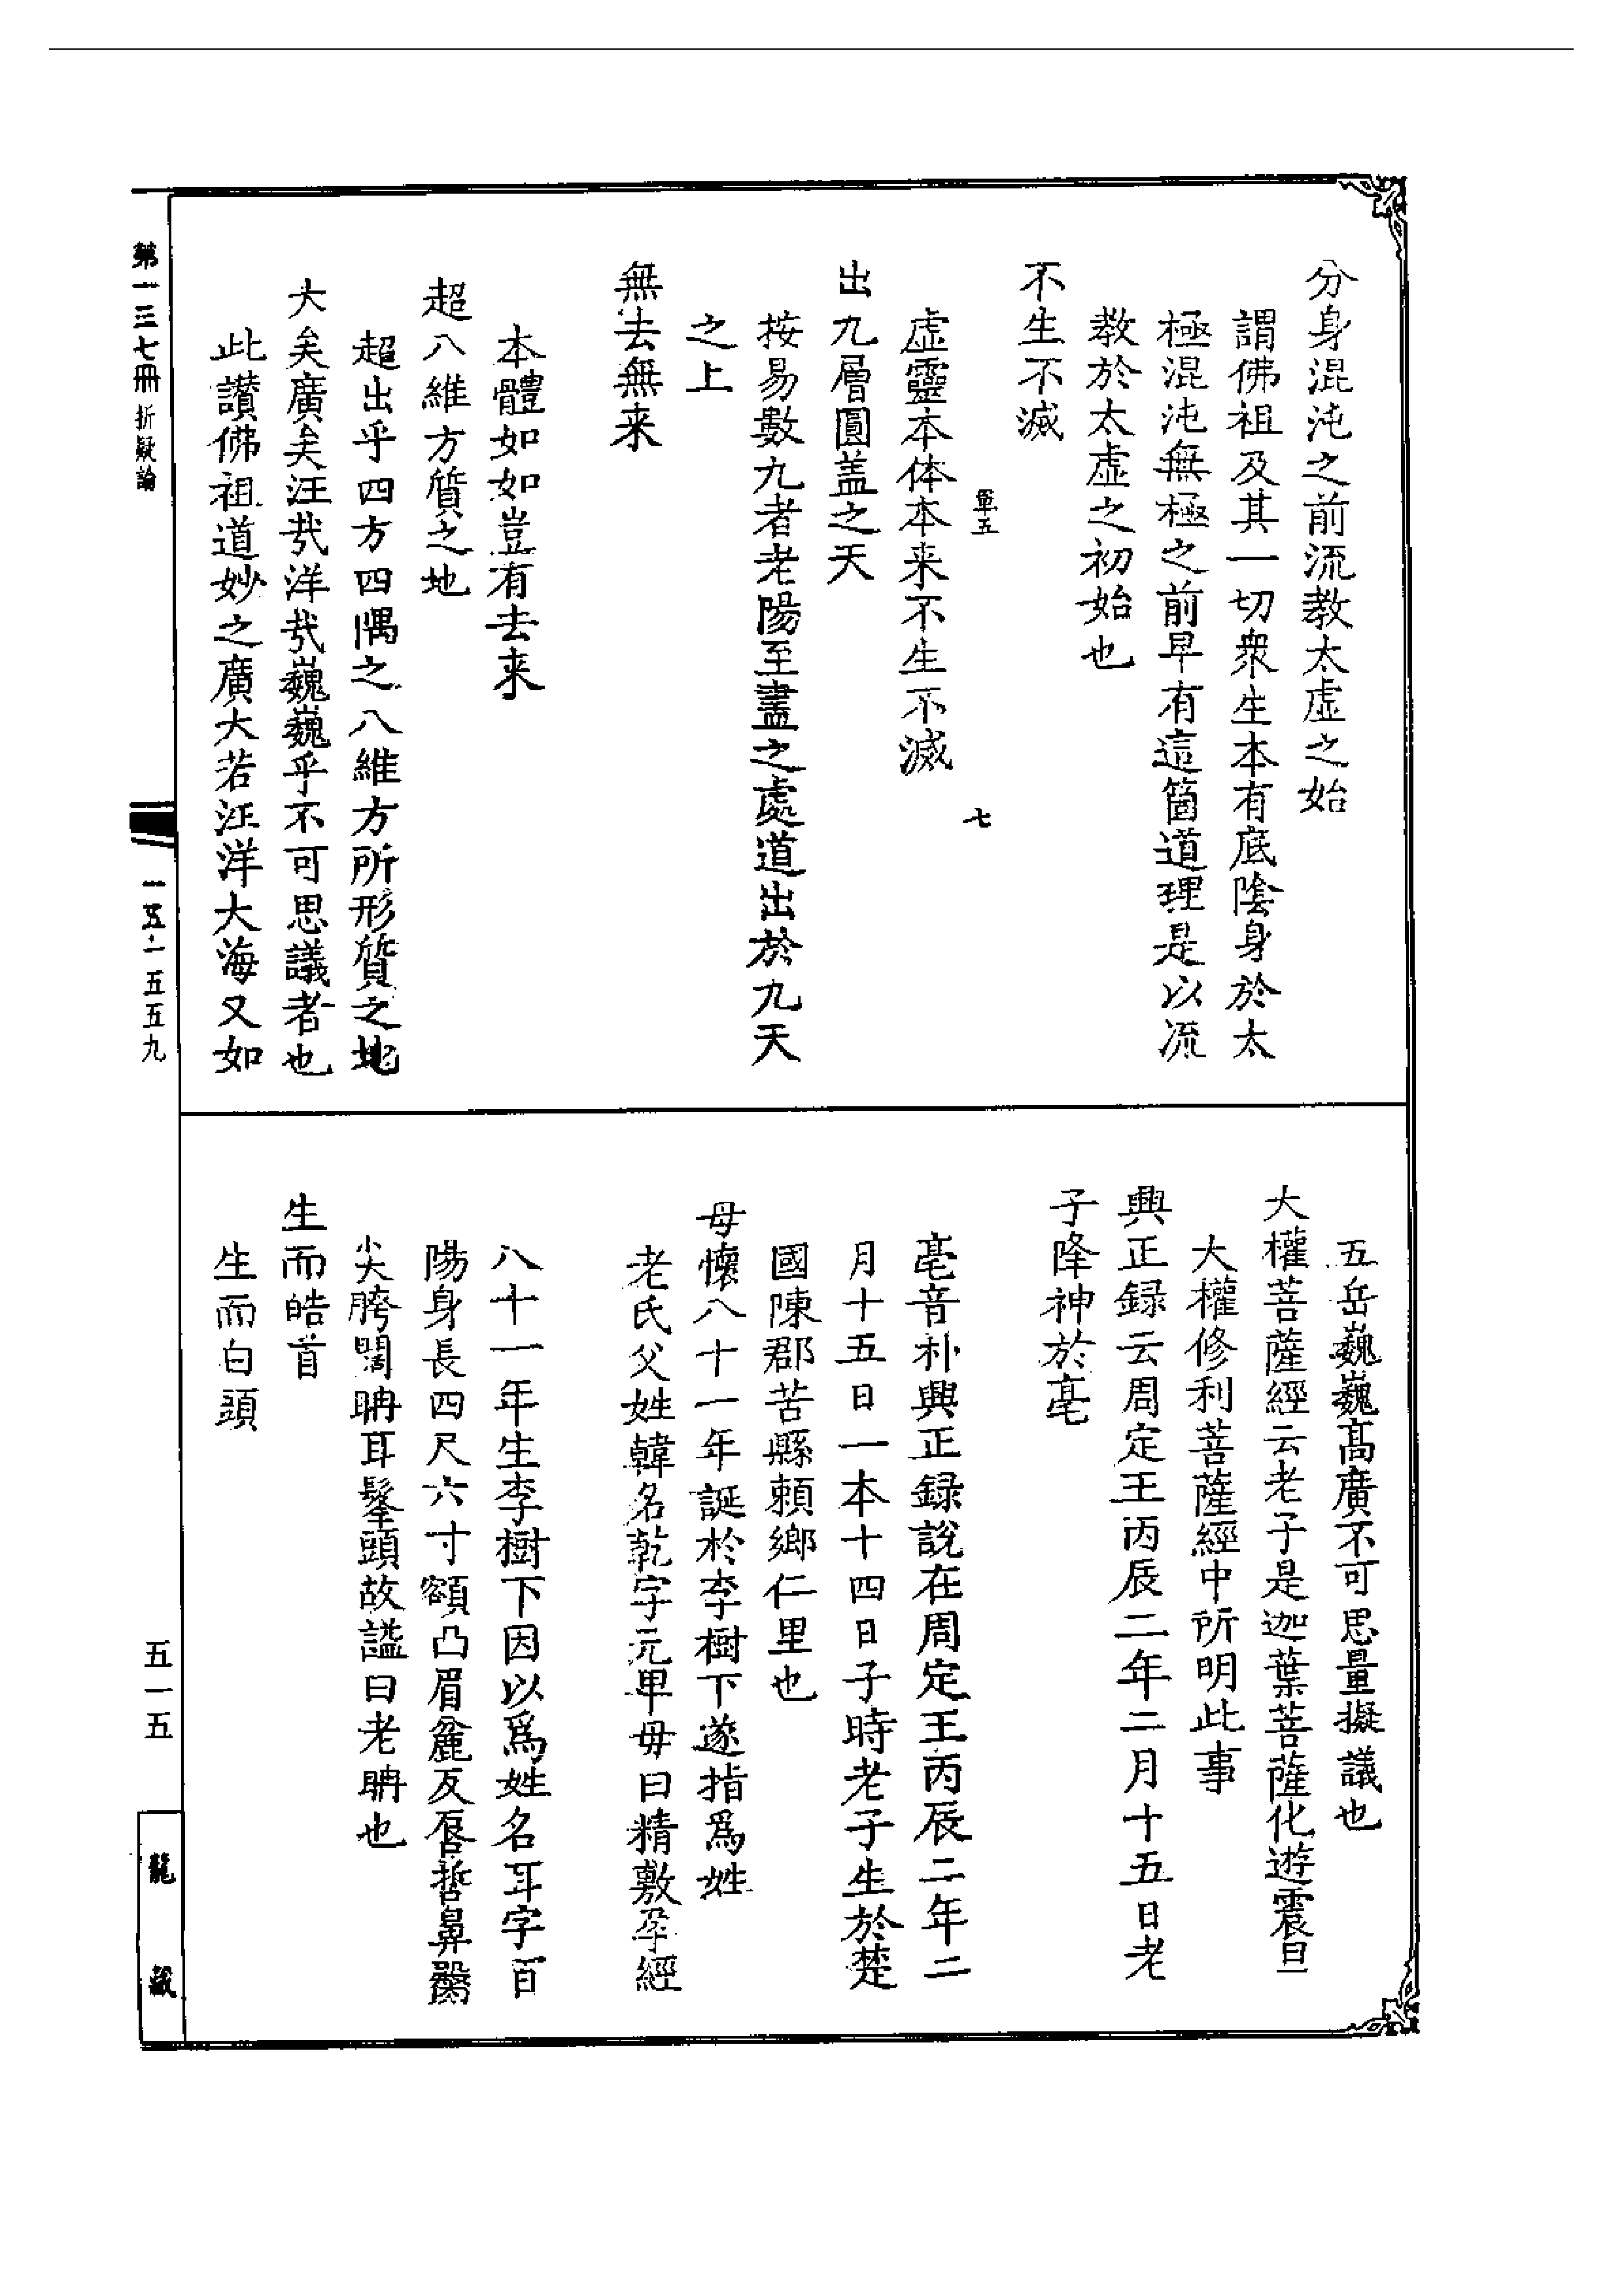 分身混沌之前流教太虛之始
謂佛祖及其一切衆生本有底陰身於太
極混沌無極之前早有這箇道理是以流
教於太虛之初始也
不生不滅
軍五
七
虛靈本体本来不生不滅
出九層圓盖之天
按易數九者老陽至盡之處道出於九天
之上
無去無来
本體如如豈有去来
超八維方質之地
超出乎四方四隅之八維方所形質之地
大矣廣矣汪哉洋哉巍巍乎不可思議者也
此讚佛祖道妙之廣大若汪洋大海又如
五岳巍巍髙廣不可思量擬議也
大權菩薩經云老子是迦葉菩薩化遊震旦
大權修利菩薩經中所明此事
興正録云周定王丙辰二年二月十五日老
子降神於亳
亳音朴興正録說在周定王丙辰二年二
月十五日一本十四日子時老子生於楚
國陳郡苦縣賴鄉仁里也
母懷八十一年誕於李樹下遂指爲姓
老氏父姓韓名乾字元卑母曰精敷孕經
八十一年生李樹下因以爲姓名耳字百
陽身長四尺六寸額凸眉麄反唇哲鼻齾
尖胯闊聃耳髼頭故謚曰老聃也
生而皓首
生而白頭
第一三七冊
折疑論
一五一五五九
五一五
龍藏